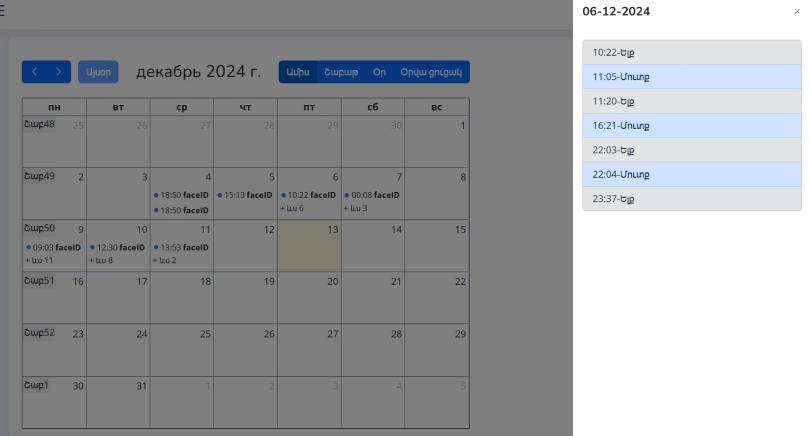 06-12-2024 ×
10:22-Ելք
11:05-Մուտք
11:20-Ելք
16:21-Մուտք
22:03-Ելք
22:04-Մուտք
23:37-Ելք
Այսօր декабрь 2024 г. Ամիս Շաբաթ Օր Օրվա ցուցակ
пн вт ср чт пт сб вс
Շաբ48 25 26 27 28 29 30 1
Շաբ49 2 3 4 5 6 7 8
18:50 faceID 15:13 faceID 10:22 faceID 00:08 faceID
18:50 faceID + ևս 6 + ևս 3
Շաբ50 9 10 11 12 13 14 15
09:03 faceID 12:30 faceID 13:53 faceID
+ ևս 11 + ևս 8 + ևս 2
Շաբ51 16 17 18 19 20 21 22
Շաբ52 23 24 25 26 27 28 29
Շաբ1 30 31 1 2 3 4 5